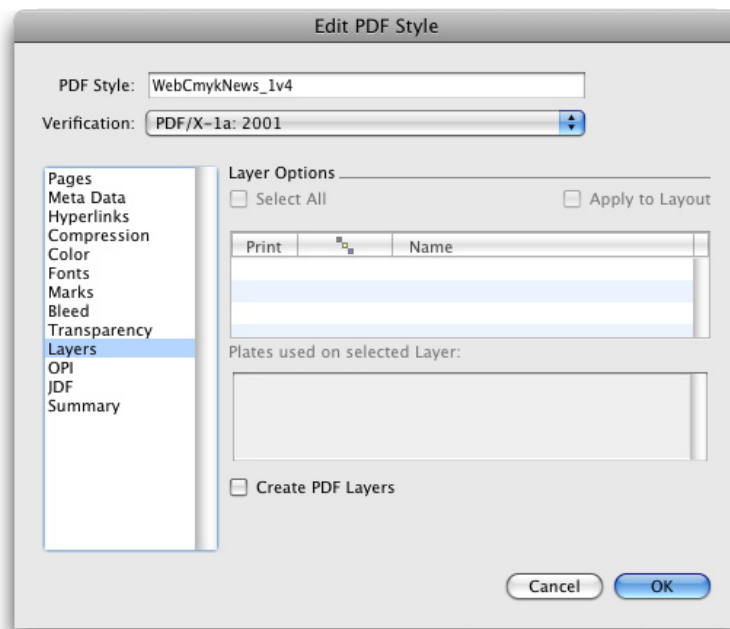 Edit PDF Style
PDF Style: WebCmykNews_1v4
Verification: PDF/X-1a: 2001
Pages
Meta Data
Hyperlinks
Compression
Color
Fonts
Marks
Bleed
Transparency
Layers
OPI
JDF
Summary
Layer Options
Select All
Apply to Layout
Print Name
Plates used on selected Layer:
Create PDF Layers
Cancel OK